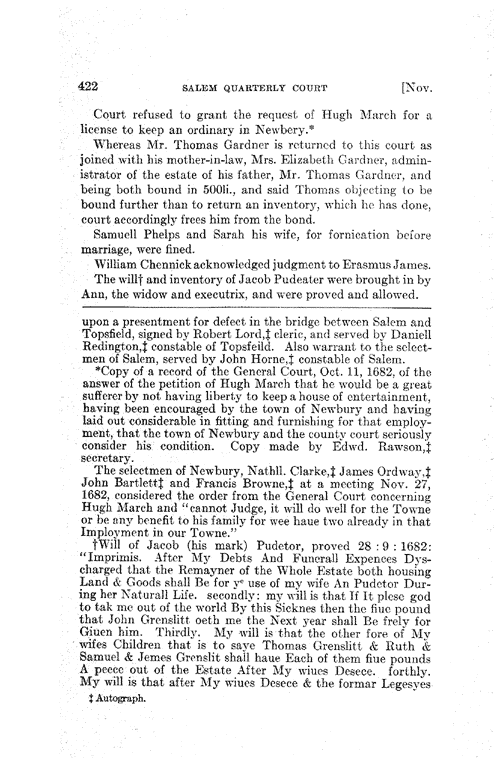 422 SALEM QUARTERLY COURT [Nov.
Court refused to grant the request of Hugh March for a
license to keep an ordinary in Newbery.*
Whereas Mr. Thomas Gardner is returned to this court as
joined with his mother-in-law, Mrs. Elizabeth Gardner, admin-
istrator of the estate of his father, Mr. Thomas Gardner, and
being both bound in 500li., and said Thomas objecting to be
bound further than to return an inventory, which he has done,
court accordingly frees him from the bond.
Samuell Phelps and Sarah his wife, for fornication before
marriage, were fined.
William Chennick acknowledged judgment to Erasmus James.
The will† and inventory of Jacob Pudeater were brought in by
Ann, the widow and executrix, and were proved and allowed.
upon a presentment for defect in the bridge between Salem and
Topsfield, signed by Robert Lord,‡ cleric, and served by Daniell
Redington,‡ constable of Topsfeild. Also warrant to the select-
men of Salem, served by John Horne,‡ constable of Salem.
*Copy of a record of the General Court, Oct. 11, 1682, of the
answer of the petition of Hugh March that he would be a great
sufferer by not having liberty to keep a house of entertainment,
having been encouraged by the town of Newbury and having
laid out considerable in fitting and furnishing for that employ-
ment, that the town of Newbury and the county court seriously
consider his condition. Copy made by Edwd. Rawson,‡
secretary.
The selectmen of Newbury, Nathll. Clarke,‡ James Ordway,‡
John Bartlett‡ and Francis Browne,‡ at a meeting Nov. 27,
1682, considered the order from the General Court concerning
Hugh March and "cannot Judge, it will do well for the Towne
or be any benefit to his family for wee haue two already in that
Imployment in our Towne."
†Will of Jacob (his mark) Pudetor, proved 28 : 9 : 1682:
"Imprimis. After My Debts And Funerall Expences Dys-
charged that the Remayner of the Whole Estate both housing
Land & Goods shall Be for yᵉ use of my wife An Pudetor Dur-
ing her Naturall Life. secondly: my will is that If It plese god
to tak me out of the world By this Sicknes then the fiue pound
that John Grenslitt oeth me the Next year shall Be frely for
Giuen him. Thirdly. My will is that the other fore of My
wifes Children that is to saye Thomas Grenslitt & Ruth &
Samuel & Jemes Grenslit shall haue Each of them fiue pounds
A peece out of the Estate After My wiues Desece. forthly.
My will is that after My wiues Desece & the formar Legesyes
‡ Autograph.